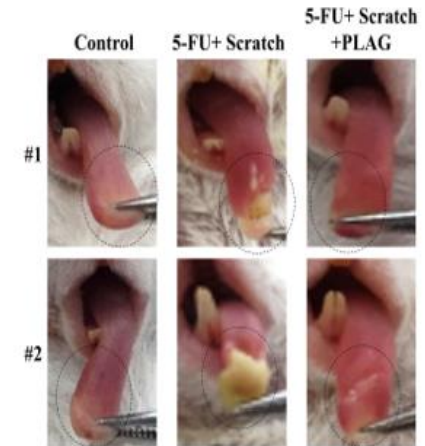 5-FU+ Scratch
Control 5-FU+ Scratch +PLAG
#1
#2